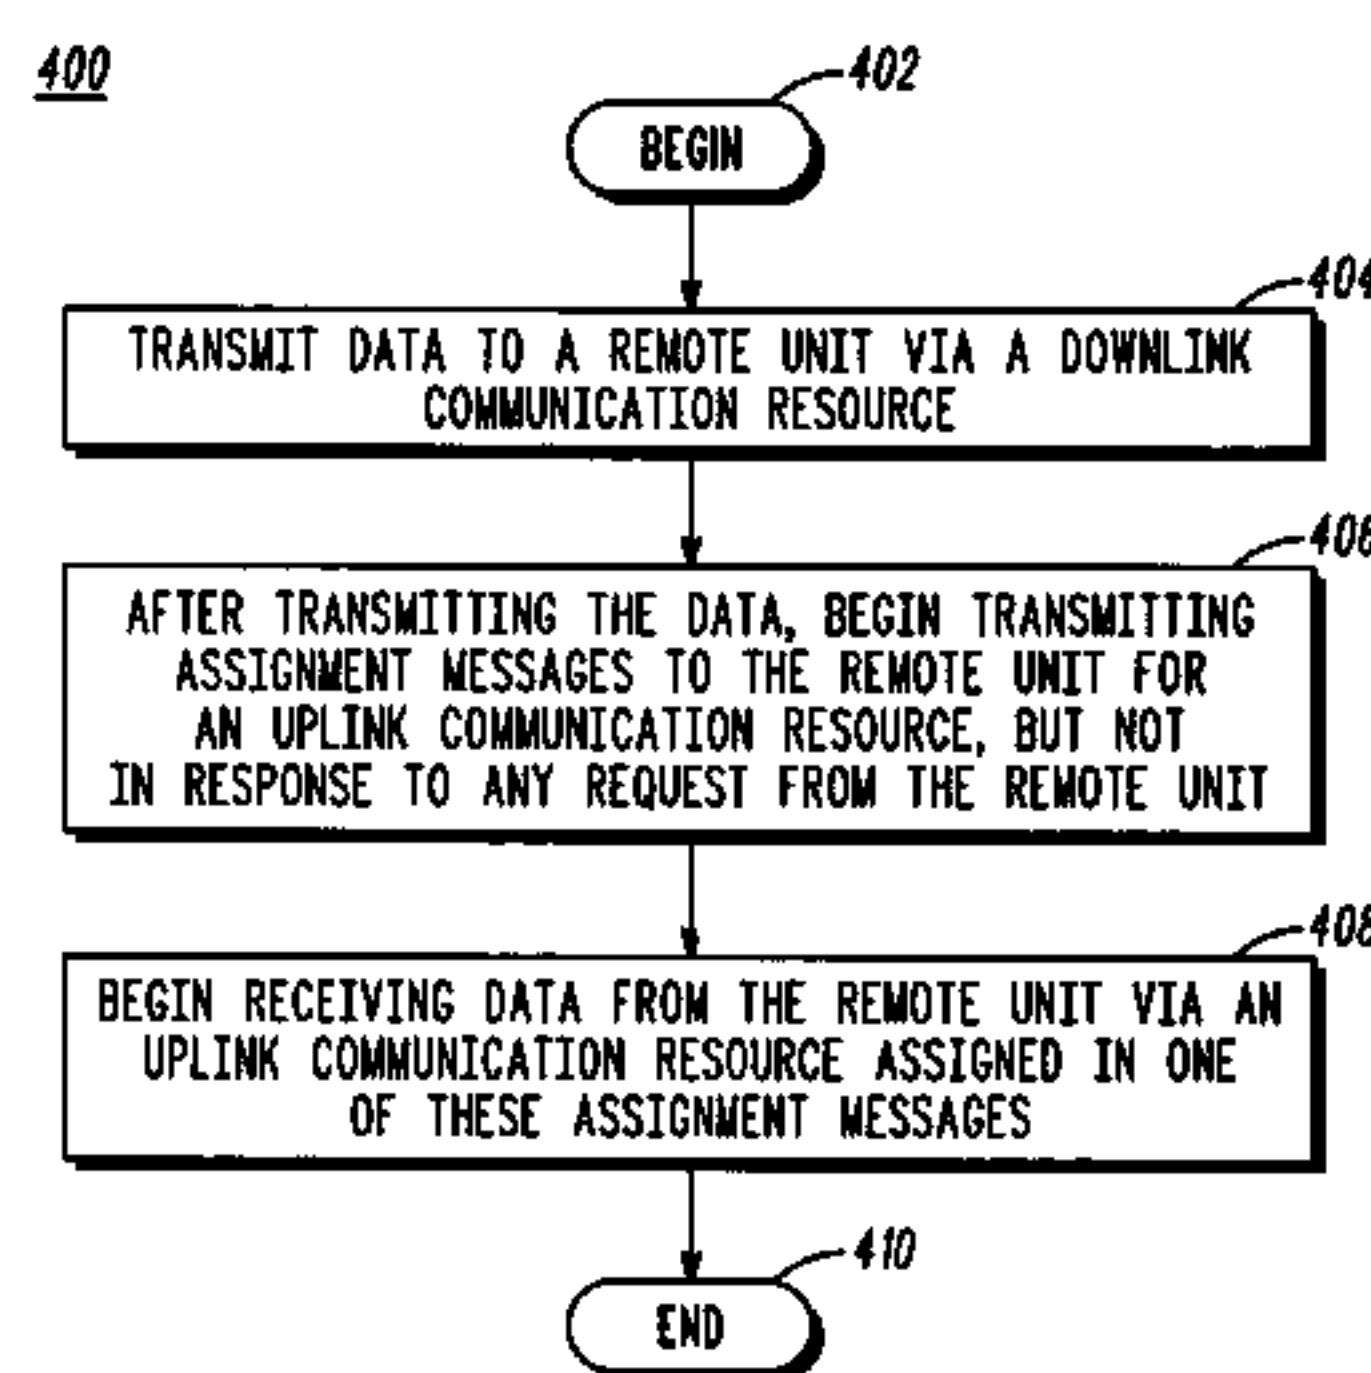 400
402
BEGIN
404
TRANSMIT DATA TO A REMOTE UNIT VIA A DOWNLINK
COMMUNICATION RESOURCE
406
AFTER TRANSMITTING THE DATA, BEGIN TRANSMITTING
ASSIGNMENT MESSAGES TO THE REMOTE UNIT FOR
AN UPLINK COMMUNICATION RESOURCE, BUT NOT
IN RESPONSE TO ANY REQUEST FROM THE REMOTE UNIT
408
BEGIN RECEIVING DATA FROM THE REMOTE UNIT VIA AN
UPLINK COMMUNICATION RESOURCE ASSIGNED IN ONE
OF THESE ASSIGNMENT MESSAGES
410
END